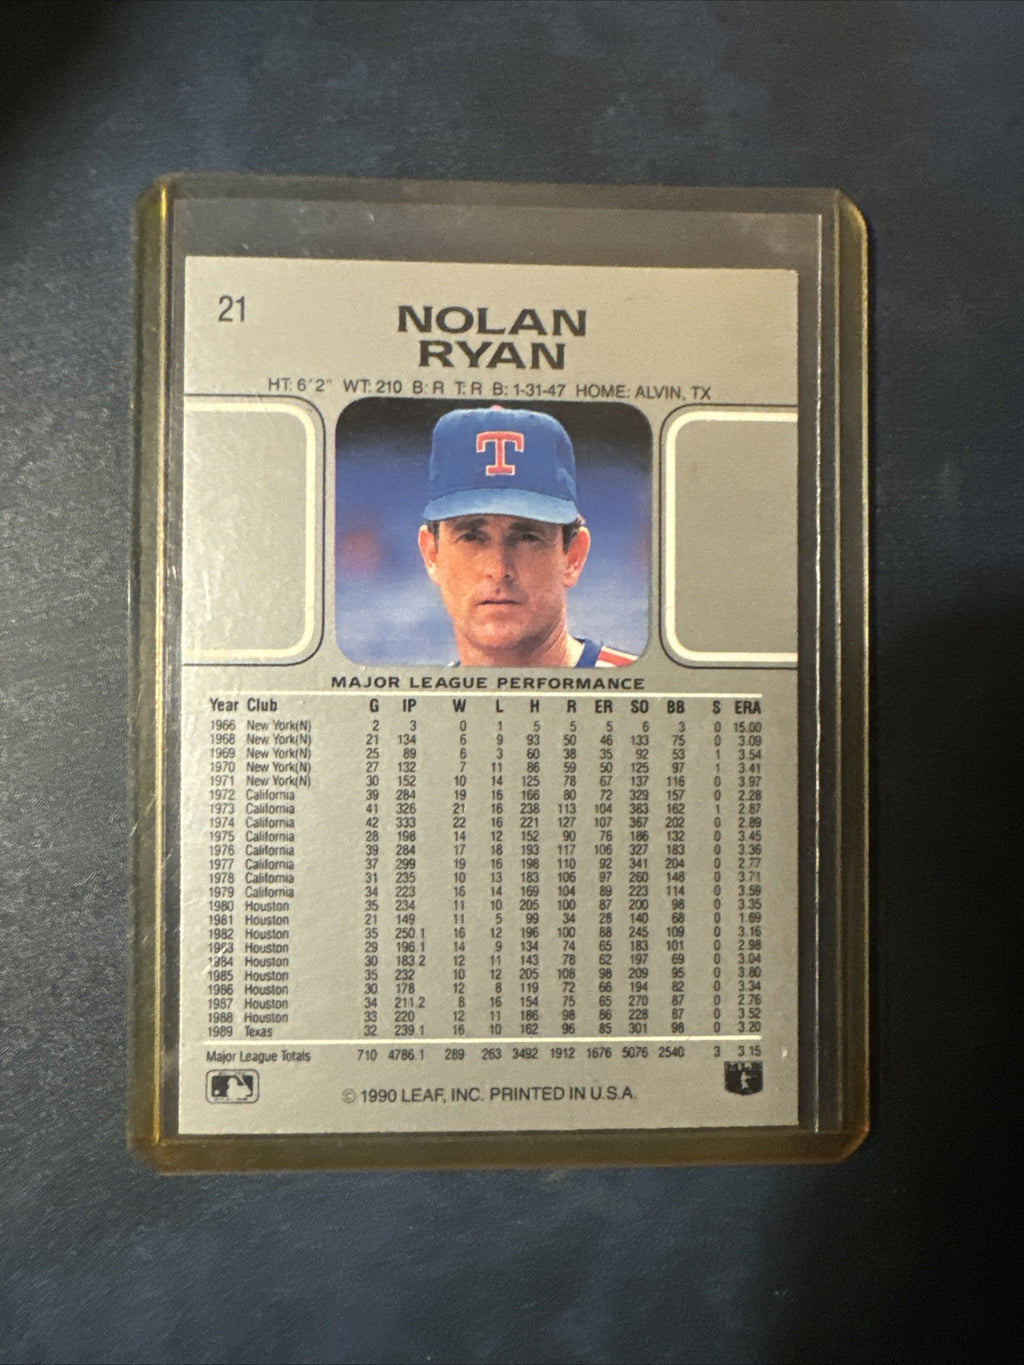 21
NOLAN
RYAN
HT: 6'2" WT: 210 B: R T: R B: 1-31-47 HOME: ALVIN, TX
T
MAJOR LEAGUE PERFORMANCE
Year Club G IP W L H R ER SO BB S ERA
1966 New York(N) 2 3 0 1 5 5 5 6 3 0 15.00
1968 New York(N) 21 134 6 9 93 50 46 133 75 0 3.09
1969 New York(N) 25 89 6 3 60 38 35 92 53 1 3.54
1970 New York(N) 27 132 7 11 86 59 50 125 97 1 3.41
1971 New York(N) 30 152 10 14 125 78 67 137 116 0 3.97
1972 California 39 284 19 16 166 80 72 329 157 0 2.28
1973 California 41 326 21 16 238 113 104 383 162 1 2.87
1974 California 42 333 22 16 221 127 107 367 202 0 2.89
1975 California 28 198 14 12 152 90 76 186 132 0 3.45
1976 California 39 284 17 18 193 117 106 327 183 0 3.36
1977 California 37 299 19 16 198 110 92 341 204 0 2.77
1978 California 31 235 10 13 183 106 97 260 148 0 3.71
1979 California 34 223 16 14 169 104 89 223 114 0 3.59
1980 Houston 35 234 11 10 205 100 87 200 98 0 3.35
1981 Houston 21 149 11 5 99 34 28 140 68 0 1.69
1982 Houston 35 250.1 16 12 196 100 88 245 109 0 3.16
1983 Houston 29 196.1 14 9 134 74 65 183 101 0 2.98
1984 Houston 30 183.2 12 11 143 78 62 197 69 0 3.04
1985 Houston 35 232 10 12 205 108 98 209 95 0 3.80
1986 Houston 30 178 12 8 119 72 66 194 82 0 3.34
1987 Houston 34 211.2 8 16 154 75 65 270 87 0 2.76
1988 Houston 33 220 12 11 186 98 86 228 87 0 3.52
1989 Texas 32 239.1 16 10 162 96 85 301 98 0 3.20
Major League Totals 710 4786.1 289 263 3492 1912 1676 5076 2540 3 3.15
© 1990 LEAF, INC. PRINTED IN U.S.A.